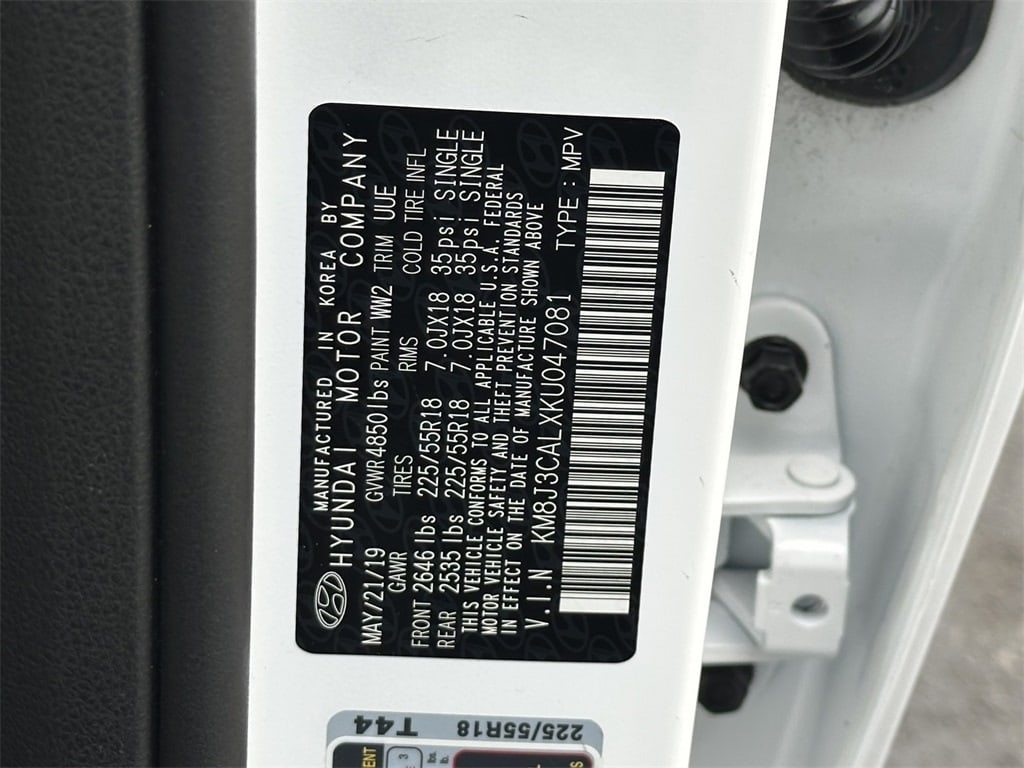 MANUFACTURED IN KOREA BY
HYUNDAI MOTOR COMPANY
MAY/21/19 GVWR 4850lbs PAINT WW2 TRIM UUE
GAWR TIRES RIMS COLD TIRE INFL
FRONT 2646 lbs 225/55R18 7.0JX18 35psi SINGLE
REAR 2535 lbs 225/55R18 7.0JX18 35psi SINGLE
THIS VEHICLE CONFORMS TO ALL APPLICABLE U.S.A. FEDERAL
MOTOR VEHICLE SAFETY AND THEFT PREVENTION STANDARDS
IN EFFECT ON THE DATE OF MANUFACTURE SHOWN ABOVE
V.I.N KM8J3CALXKU047081 TYPE : MPV
T44
225/55R18